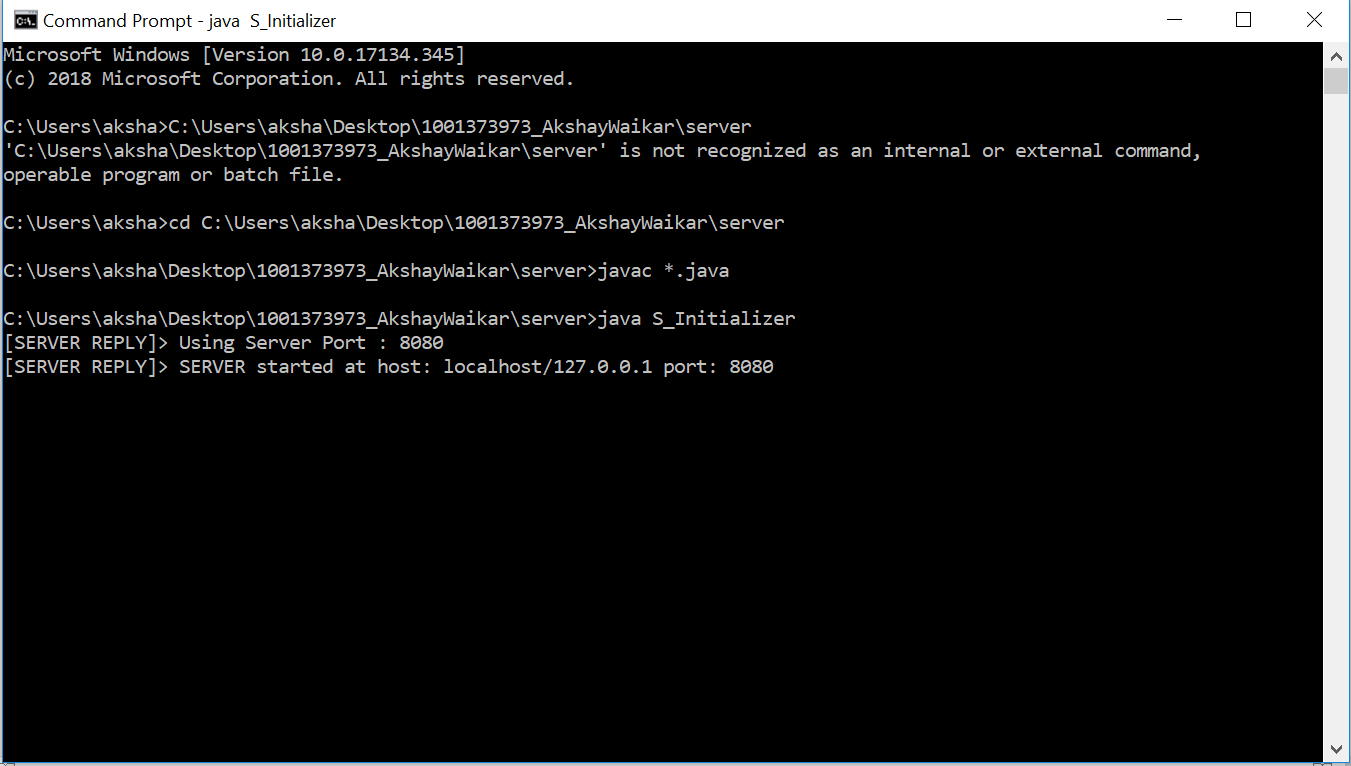 Command Prompt - java  S_Initializer
Microsoft Windows [Version 10.0.17134.345]
(c) 2018 Microsoft Corporation. All rights reserved.
C:\Users\aksha>C:\Users\aksha\Desktop\1001373973_AkshayWaikar\server
'C:\Users\aksha\Desktop\1001373973_AkshayWaikar\server' is not recognized as an internal or external command,
operable program or batch file.
C:\Users\aksha>cd C:\Users\aksha\Desktop\1001373973_AkshayWaikar\server
C:\Users\aksha\Desktop\1001373973_AkshayWaikar\server>javac *.java
C:\Users\aksha\Desktop\1001373973_AkshayWaikar\server>java S_Initializer
[SERVER REPLY]> Using Server Port : 8080
[SERVER REPLY]> SERVER started at host: localhost/127.0.0.1 port: 8080